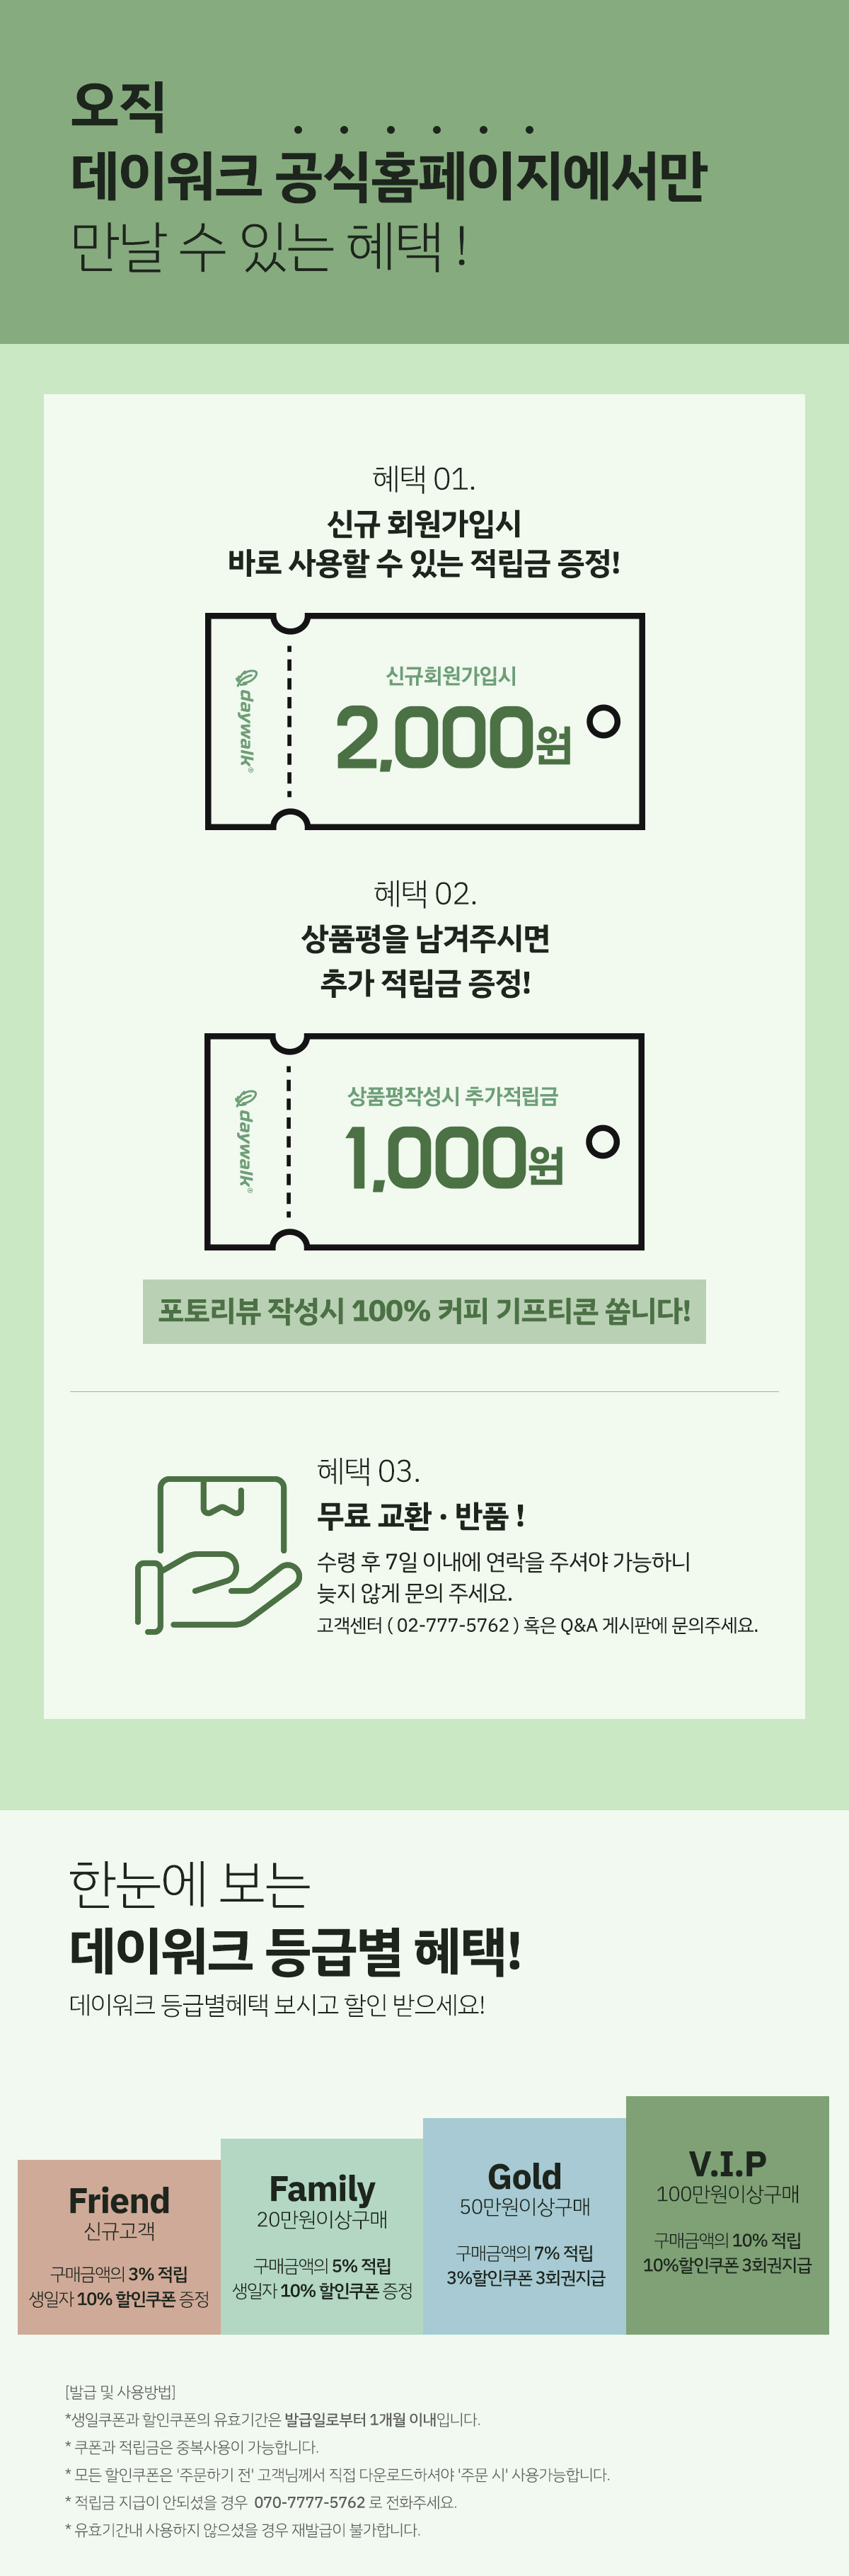 오직
데이워크 공식홈페이지에서만
만날 수 있는 혜택 !
혜택 01.
신규 회원가입시
바로 사용할 수 있는 적립금 증정!
daywalk®
신규회원가입시
2,000원
혜택 02.
상품평을 남겨주시면
추가 적립금 증정!
daywalk®
상품평작성시 추가적립금
1,000원
포토리뷰 작성시 100% 커피 기프티콘 쏩니다!
혜택 03.
무료 교환 · 반품 !
수령 후 7일 이내에 연락을 주셔야 가능하니
늦지 않게 문의 주세요.
고객센터 ( 02-777-5762 ) 혹은 Q&A 게시판에 문의주세요.
한눈에 보는
데이워크 등급별 혜택!
데이워크 등급별혜택 보시고 할인 받으세요!
Friend
신규고객
구매금액의 3% 적립
생일자 10% 할인쿠폰 증정
Family
20만원이상구매
구매금액의 5% 적립
생일자 10% 할인쿠폰 증정
Gold
50만원이상구매
구매금액의 7% 적립
3%할인쿠폰 3회권지급
V.I.P
100만원이상구매
구매금액의 10% 적립
10%할인쿠폰 3회권지급
[발급 및 사용방법]
*생일쿠폰과 할인쿠폰의 유효기간은 발급일로부터 1개월 이내입니다.
* 쿠폰과 적립금은 중복사용이 가능합니다.
* 모든 할인쿠폰은 '주문하기 전' 고객님께서 직접 다운로드하셔야 '주문 시' 사용가능합니다.
* 적립금 지급이 안되셨을 경우 070-7777-5762 로 전화주세요.
* 유효기간내 사용하지 않으셨을 경우 재발급이 불가합니다.